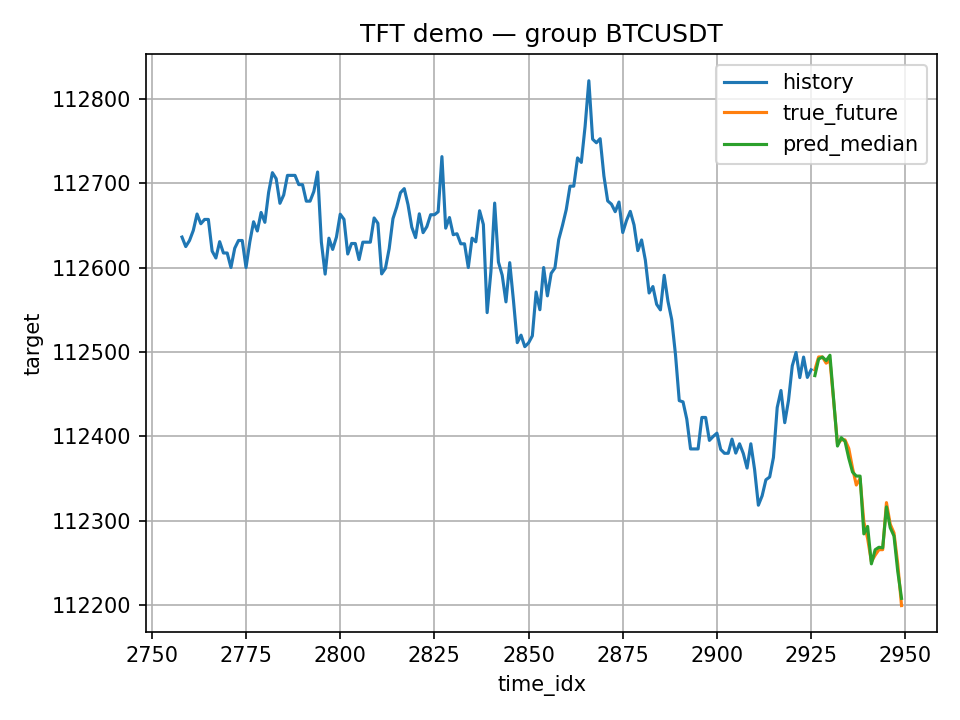 TFT demo — group BTCUSDT
history
true_future
pred_median
112800
112700
112600
112500
112400
112300
112200
target
2750 2775 2800 2825 2850 2875 2900 2925 2950
time_idx